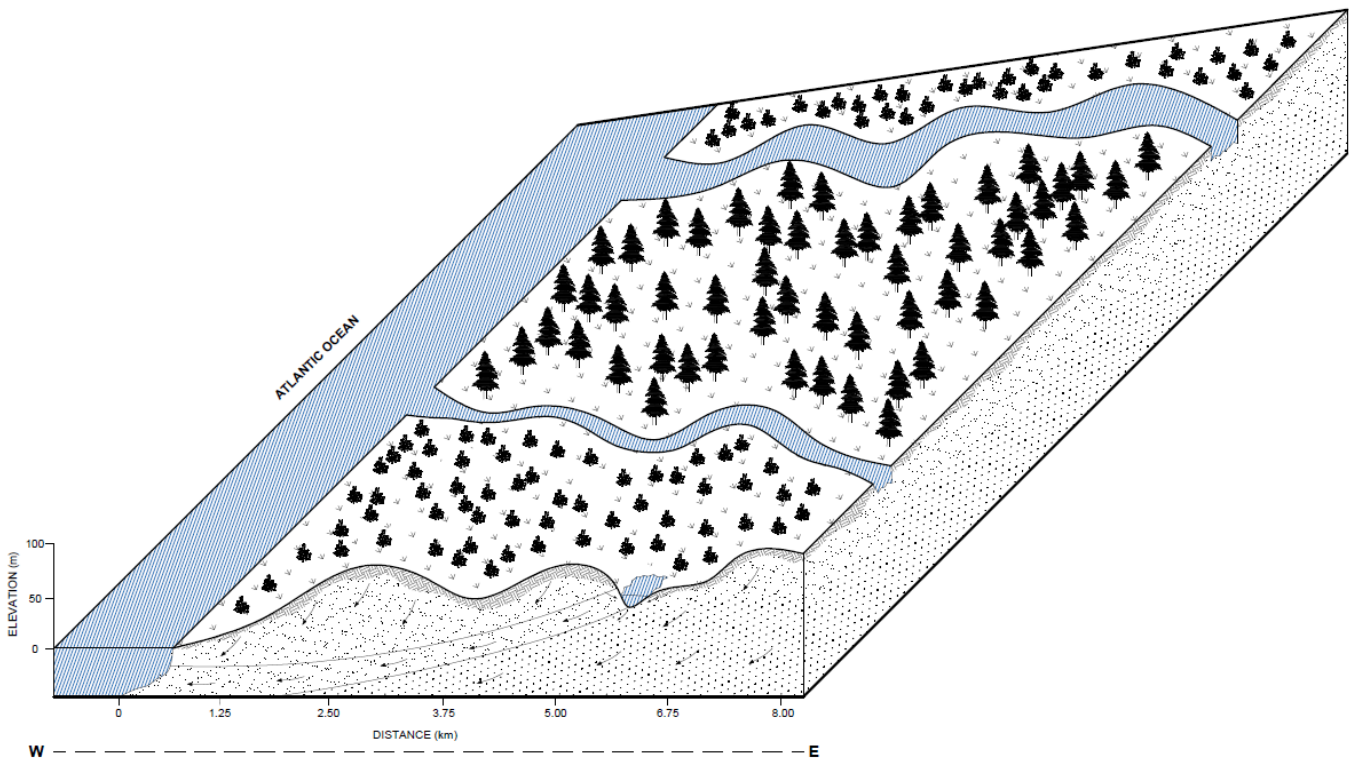 ATLANTIC OCEAN
ELEVATION (m)
100
50
0
0 1.25 2.50 3.75 5.00 6.75 8.00
DISTANCE (km)
W E